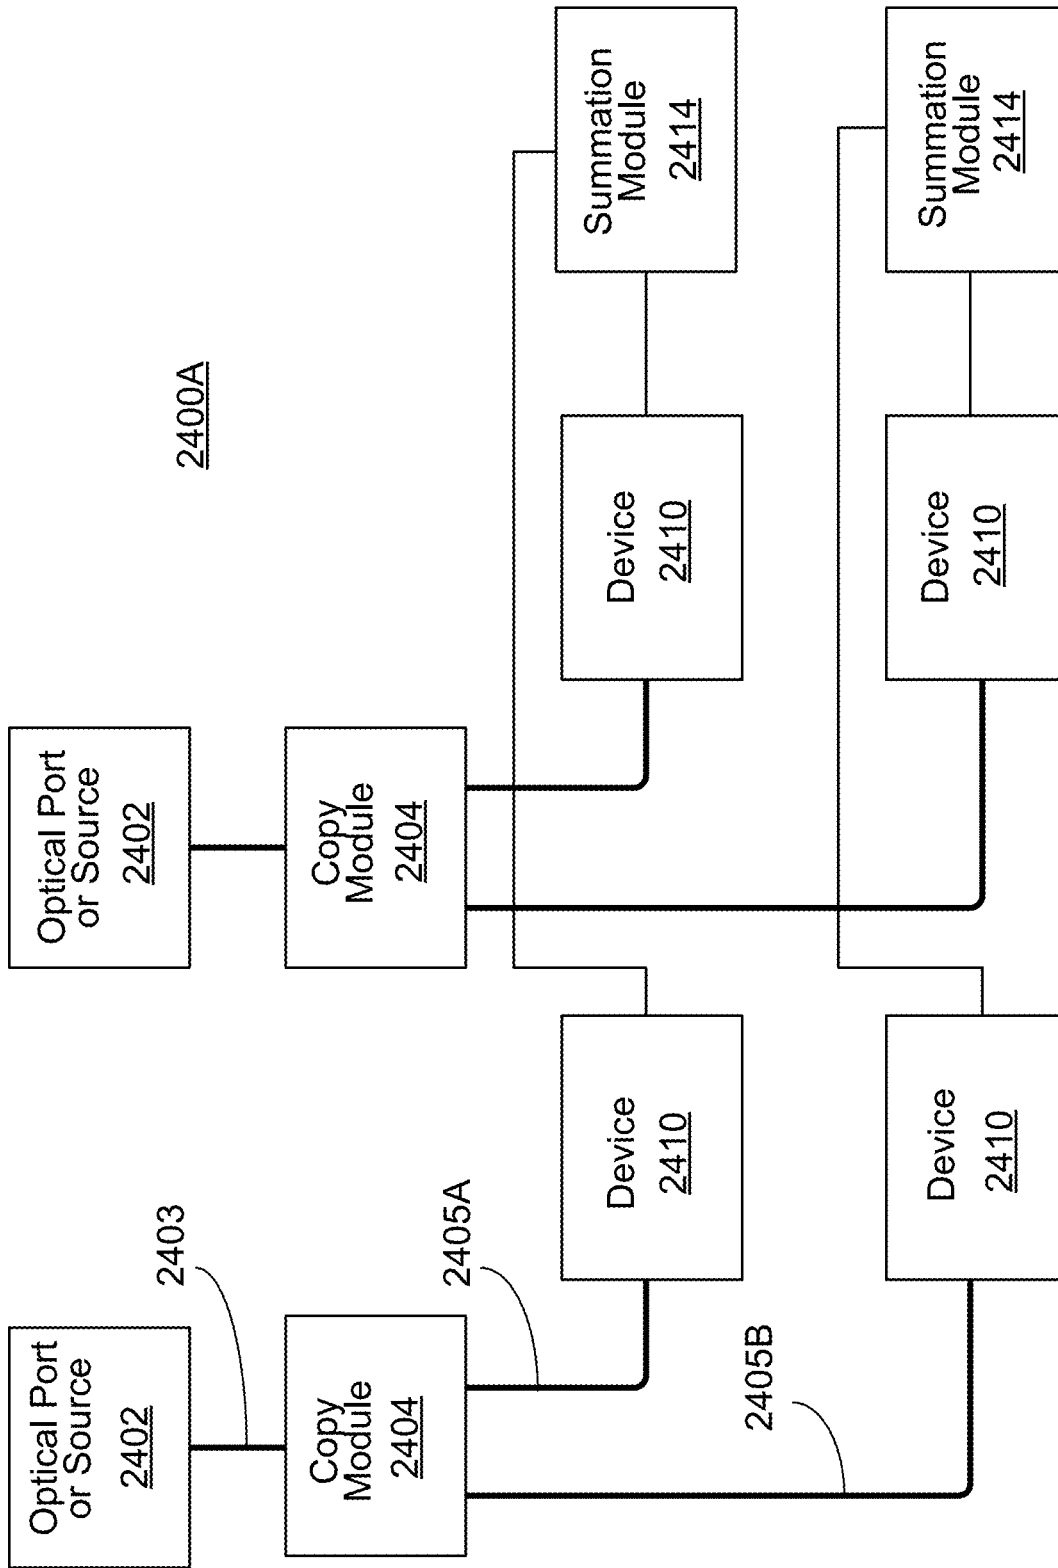 Optical Port
or Source
2402
Optical Port
or Source
2402
2403
2400A
Copy
Module
2404
Copy
Module
2404
2405A
Device
2410
Device
2410
Summation
Module
2414
2405B
Device
2410
Device
2410
Summation
Module
2414